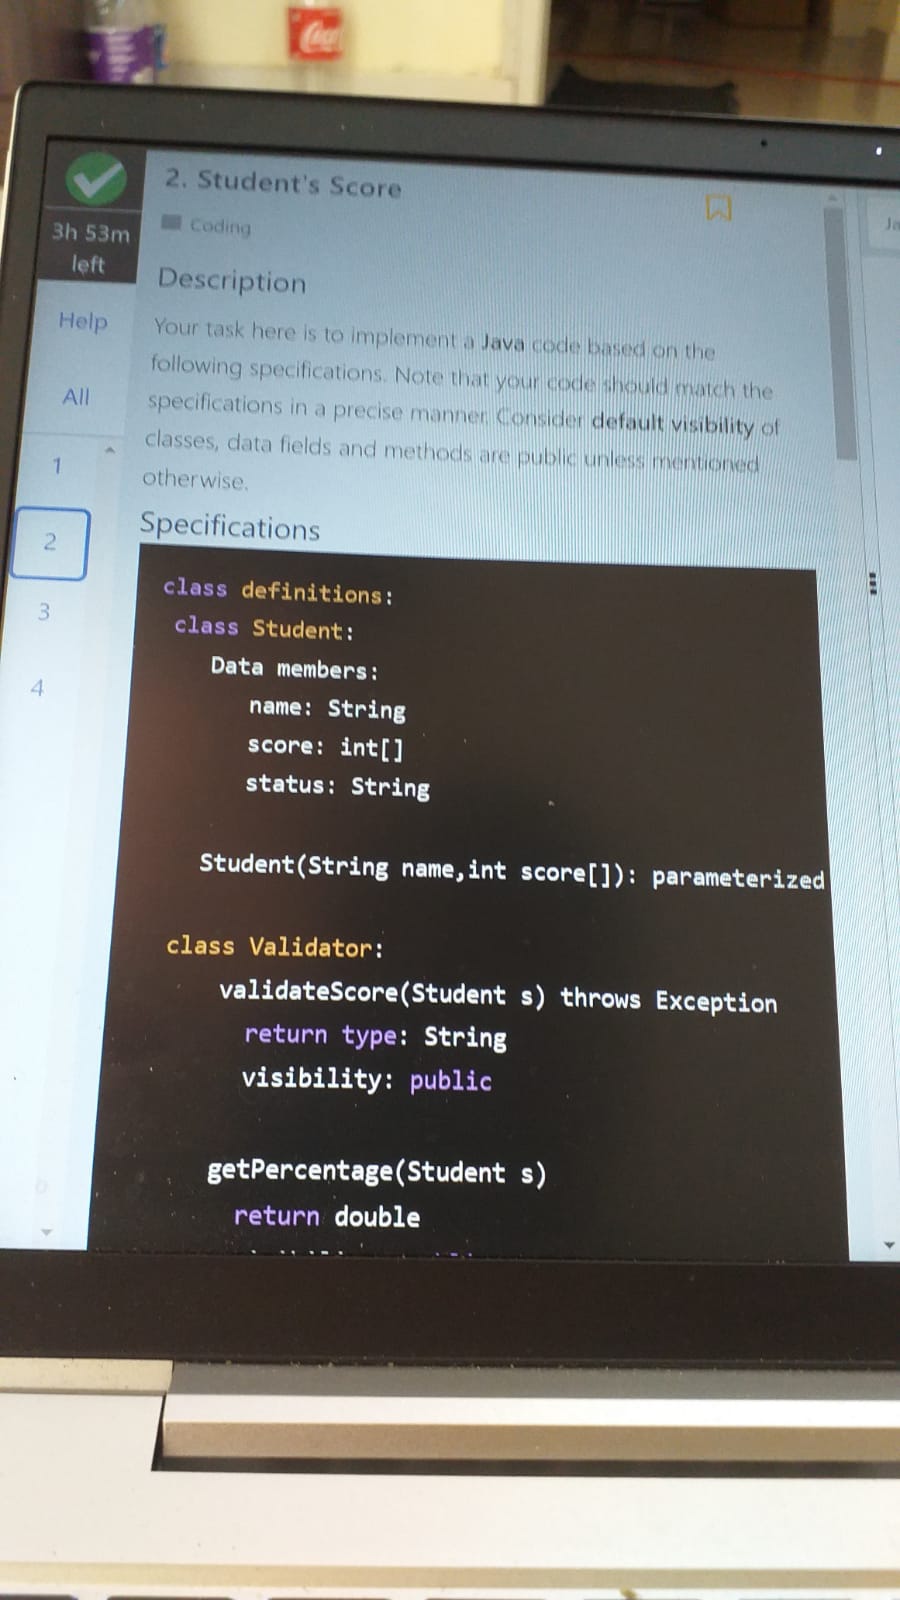 2. Student's Score
Coding
3h 53m
left
Help
All
1
2
3
4
Description
Your task here is to implement a Java code based on the
following specifications. Note that your code should match the
specifications in a precise manner. Consider default visibility of
classes, data fields and methods are public unless mentioned
otherwise.
Specifications
class definitions:
class Student:
Data members:
name: String
score: int[]
status: String
Student(String name,int score[]): parameterized
class Validator:
validateScore(Student s) throws Exception
return type: String
visibility: public
getPercentage(Student s)
return double